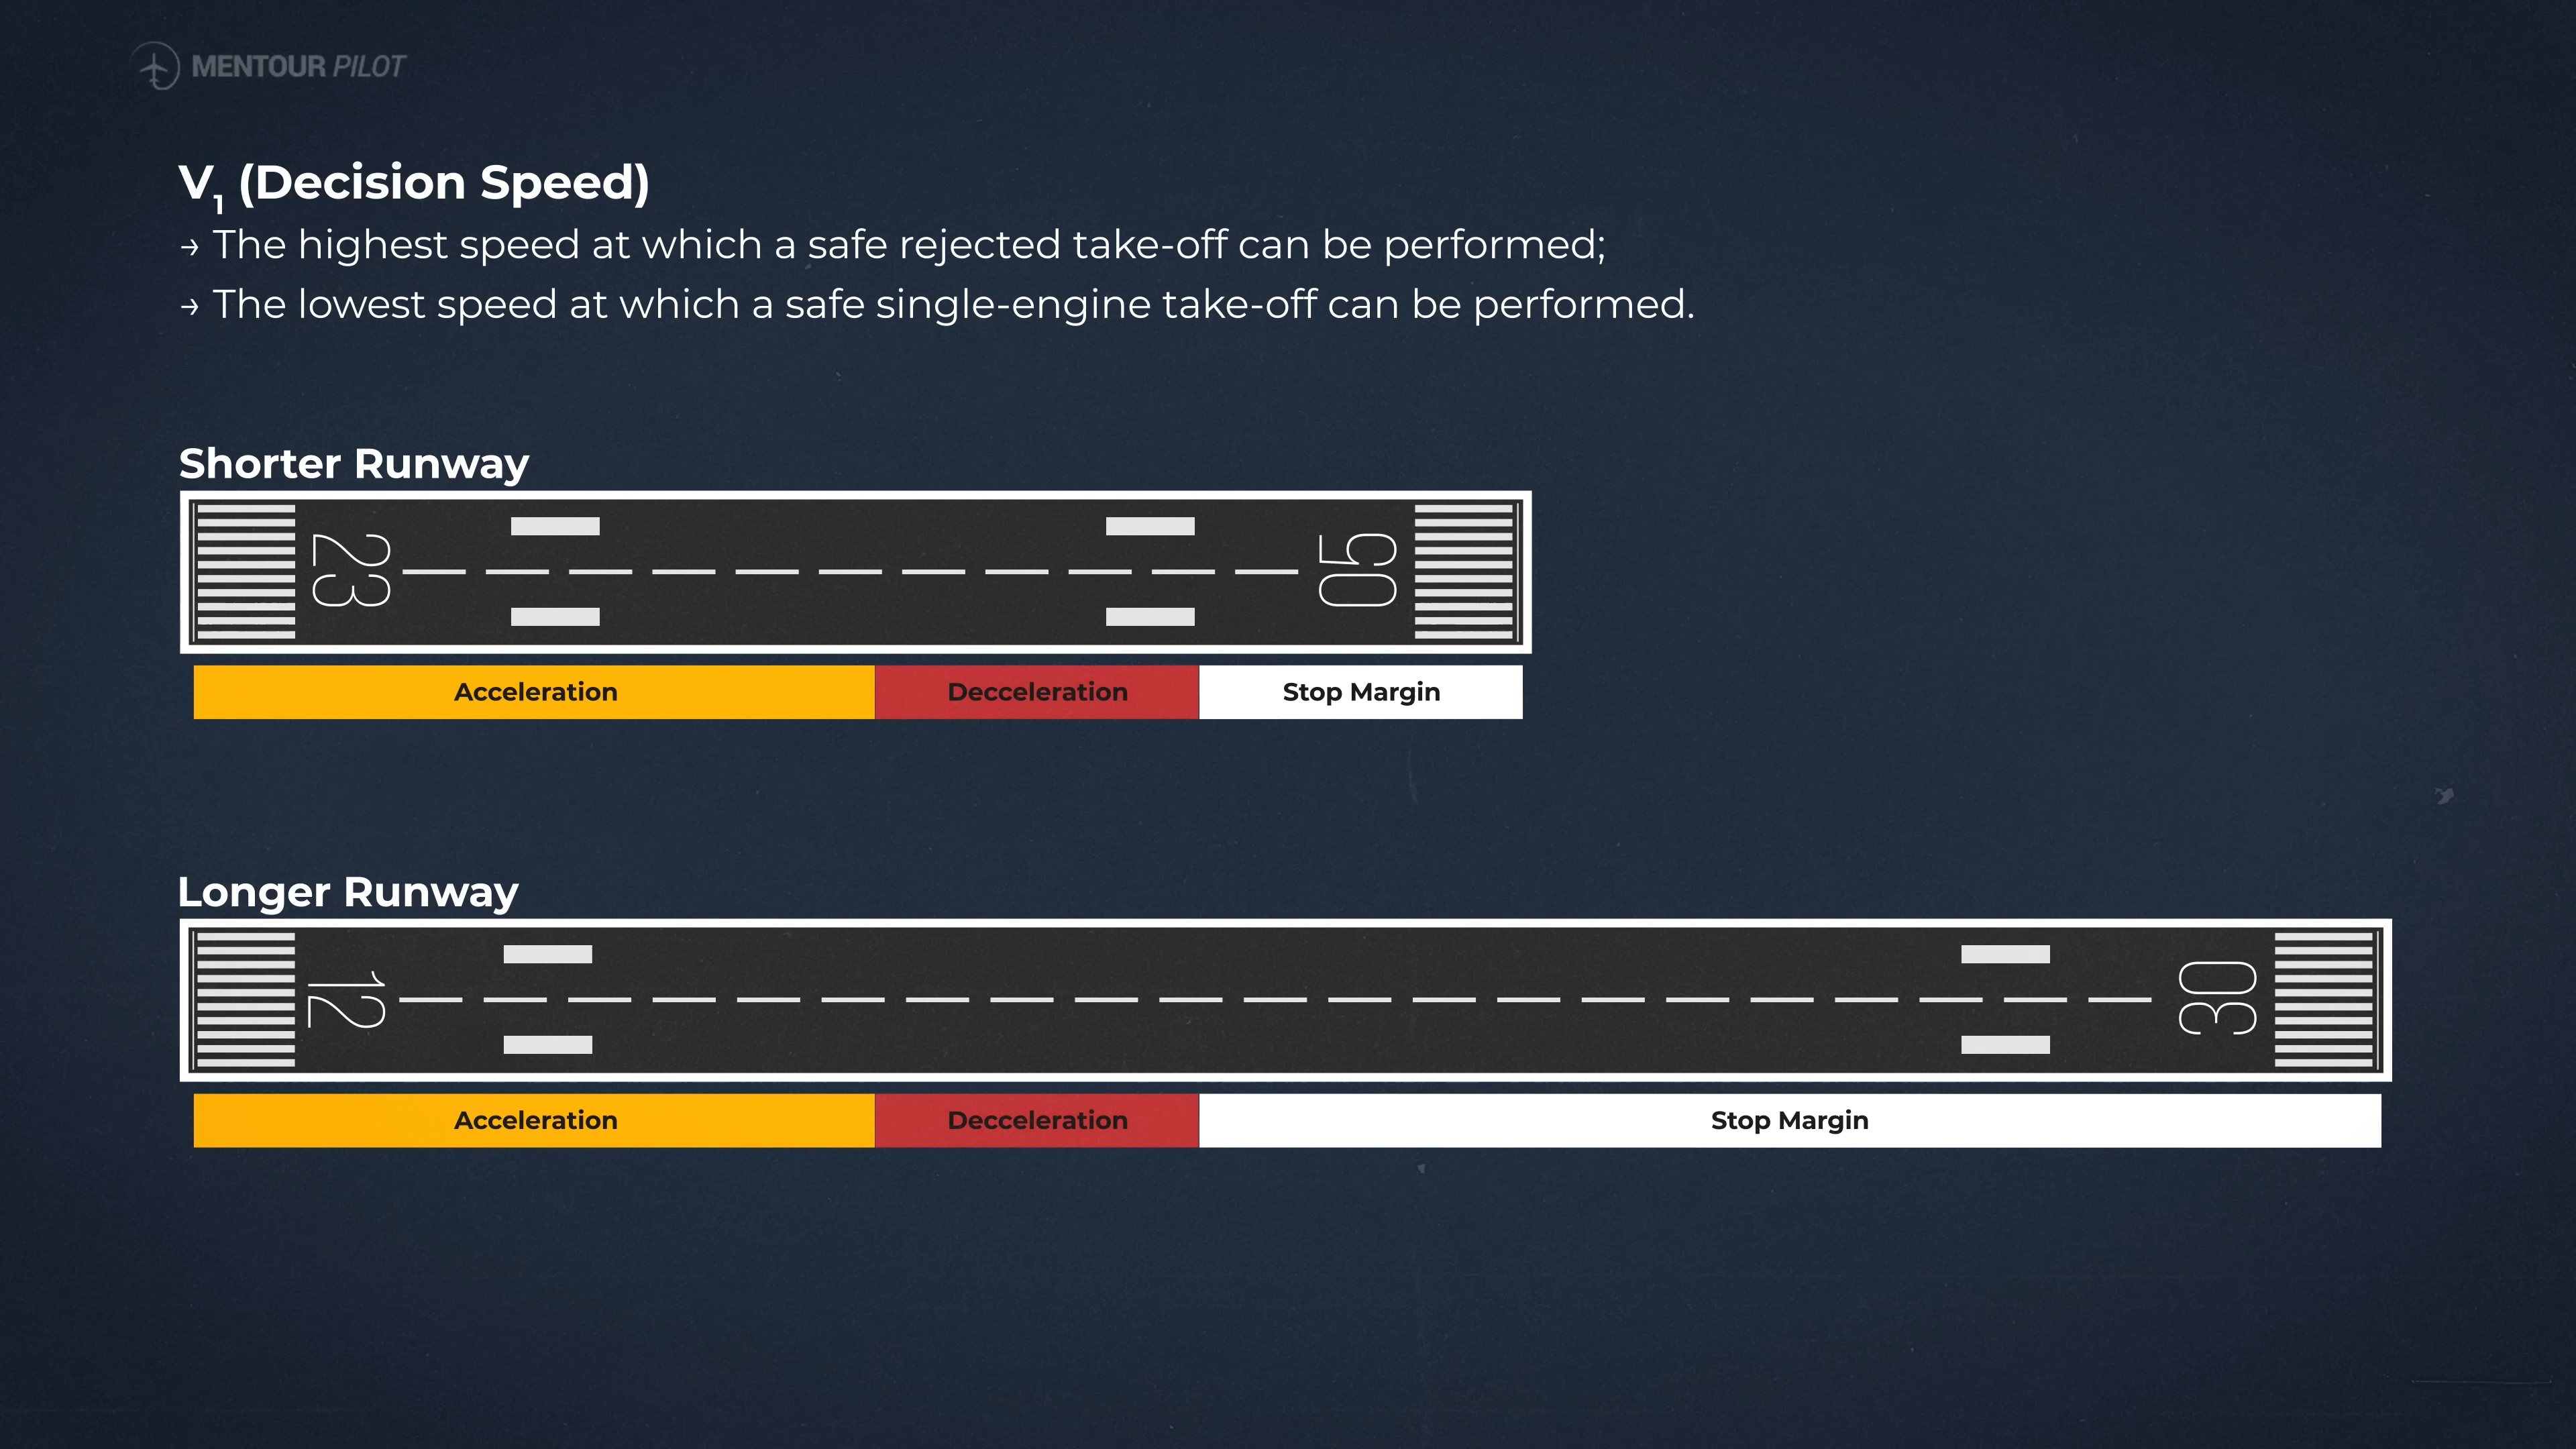 MENTOUR PILOT
V1 (Decision Speed)
→ The highest speed at which a safe rejected take-off can be performed;
→ The lowest speed at which a safe single-engine take-off can be performed.
Shorter Runway
23
05
Acceleration
Decceleration
Stop Margin
Longer Runway
12
30
Acceleration
Decceleration
Stop Margin